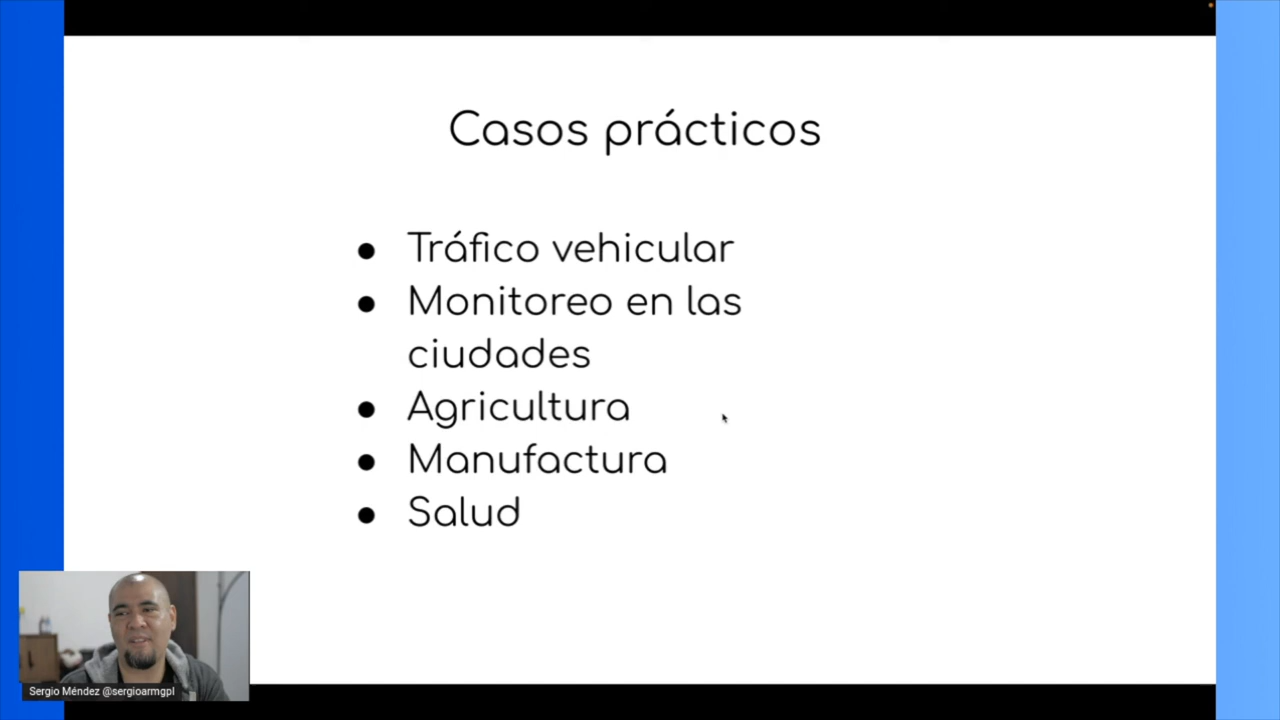 Casos prácticos
● Tráfico vehicular
● Monitoreo en las
ciudades
● Agricultura
● Manufactura
● Salud
Sergio Méndez @sergioarmgpl